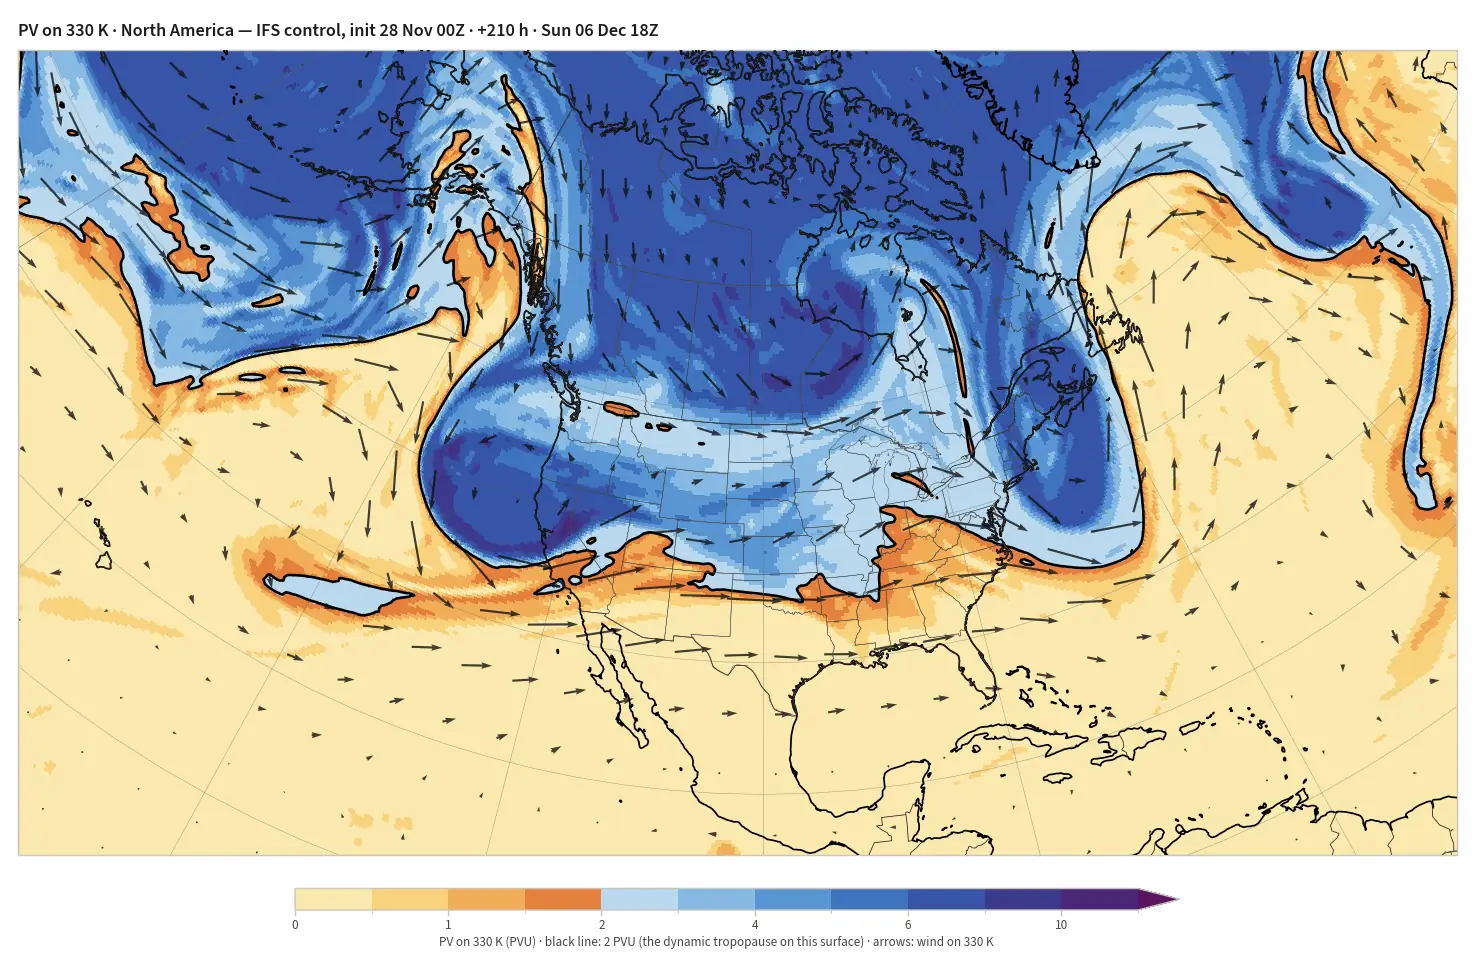 PV on 330 K · North America — IFS control, init 28 Nov 00Z · +210 h · Sun 06 Dec 18Z
0 1 2 4 6 10
PV on 330 K (PVU) · black line: 2 PVU (the dynamic tropopause on this surface) · arrows: wind on 330 K